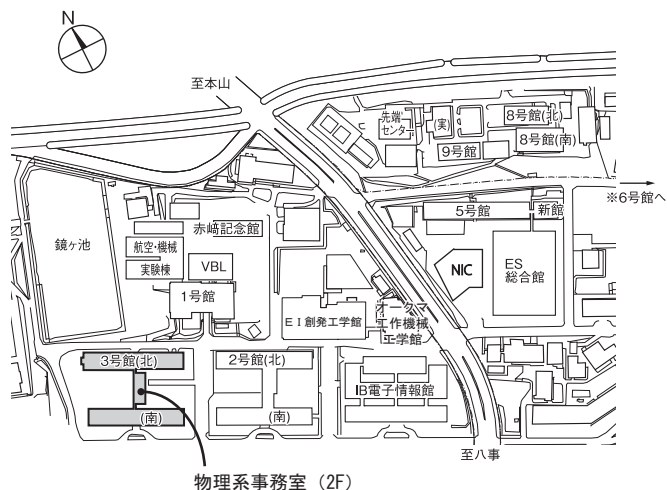 N
至本山
先端
センター
(実)
8号館(北)
8号館(南)
9号館
※6号館へ
5号館
新館
鏡ヶ池
赤﨑記念館
航空・機械
実験棟
VBL
1号館
NIC
ES
総合館
EI創発工学館
オークマ
工作機械
工学館
3号館(北)
2号館(北)
IB電子情報館
(南)
(南)
至八事
物理系事務室（2F）